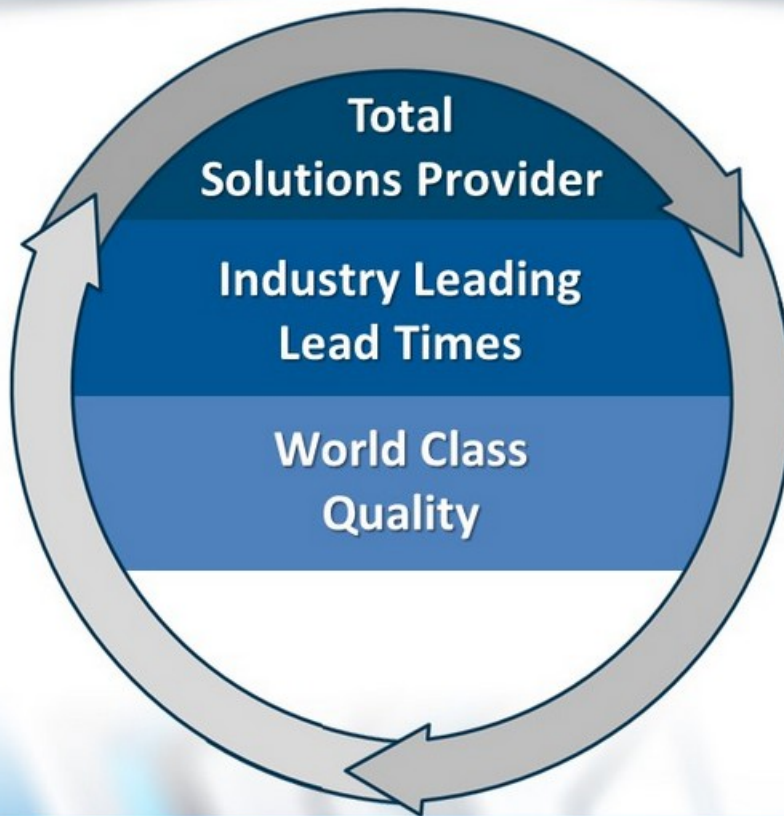 Total
Solutions Provider
Industry Leading
Lead Times
World Class
Quality